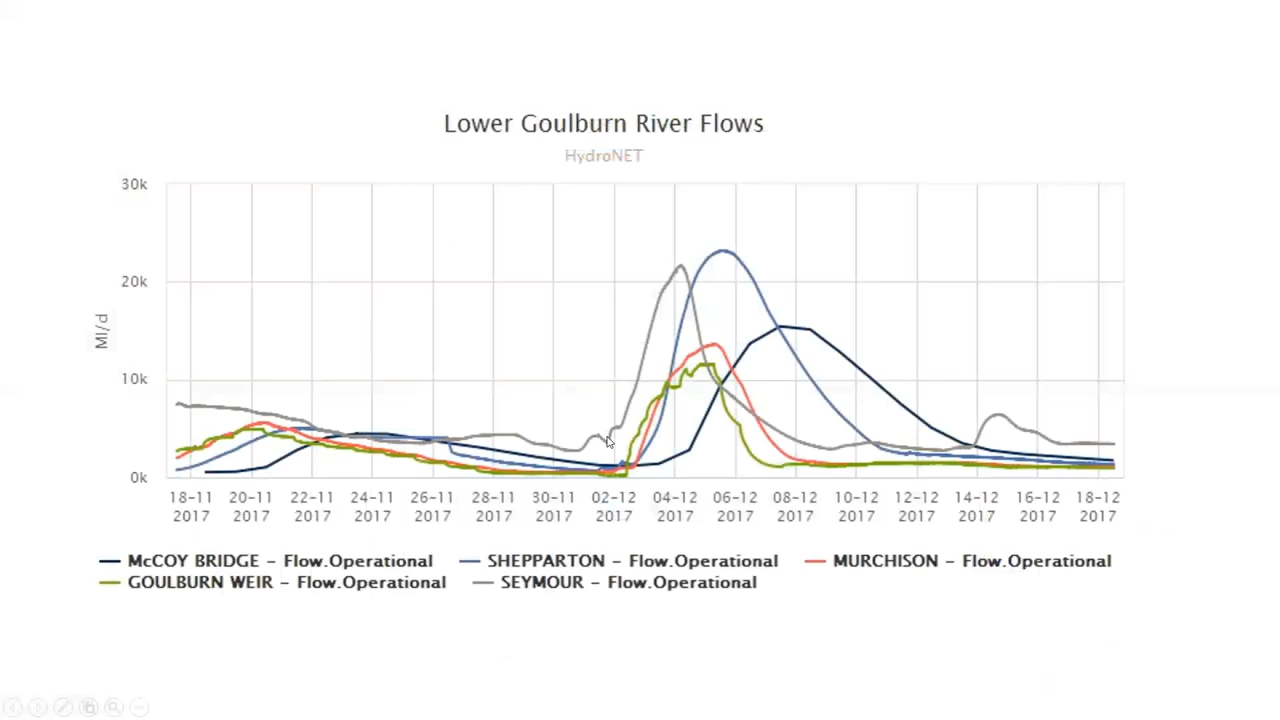 Lower Goulburn River Flows
HydroNET
30k
20k
10k
0k
Ml/d
18-11 20-11 22-11 24-11 26-11 28-11 30-11 02-12 04-12 06-12 08-12 10-12 12-12 14-12 16-12 18-12
2017 2017 2017 2017 2017 2017 2017 2017 2017 2017 2017 2017 2017 2017 2017 2017
McCOY BRIDGE - Flow.Operational SHEPPARTON - Flow.Operational MURCHISON - Flow.Operational
GOULBURN WEIR - Flow.Operational SEYMOUR - Flow.Operational